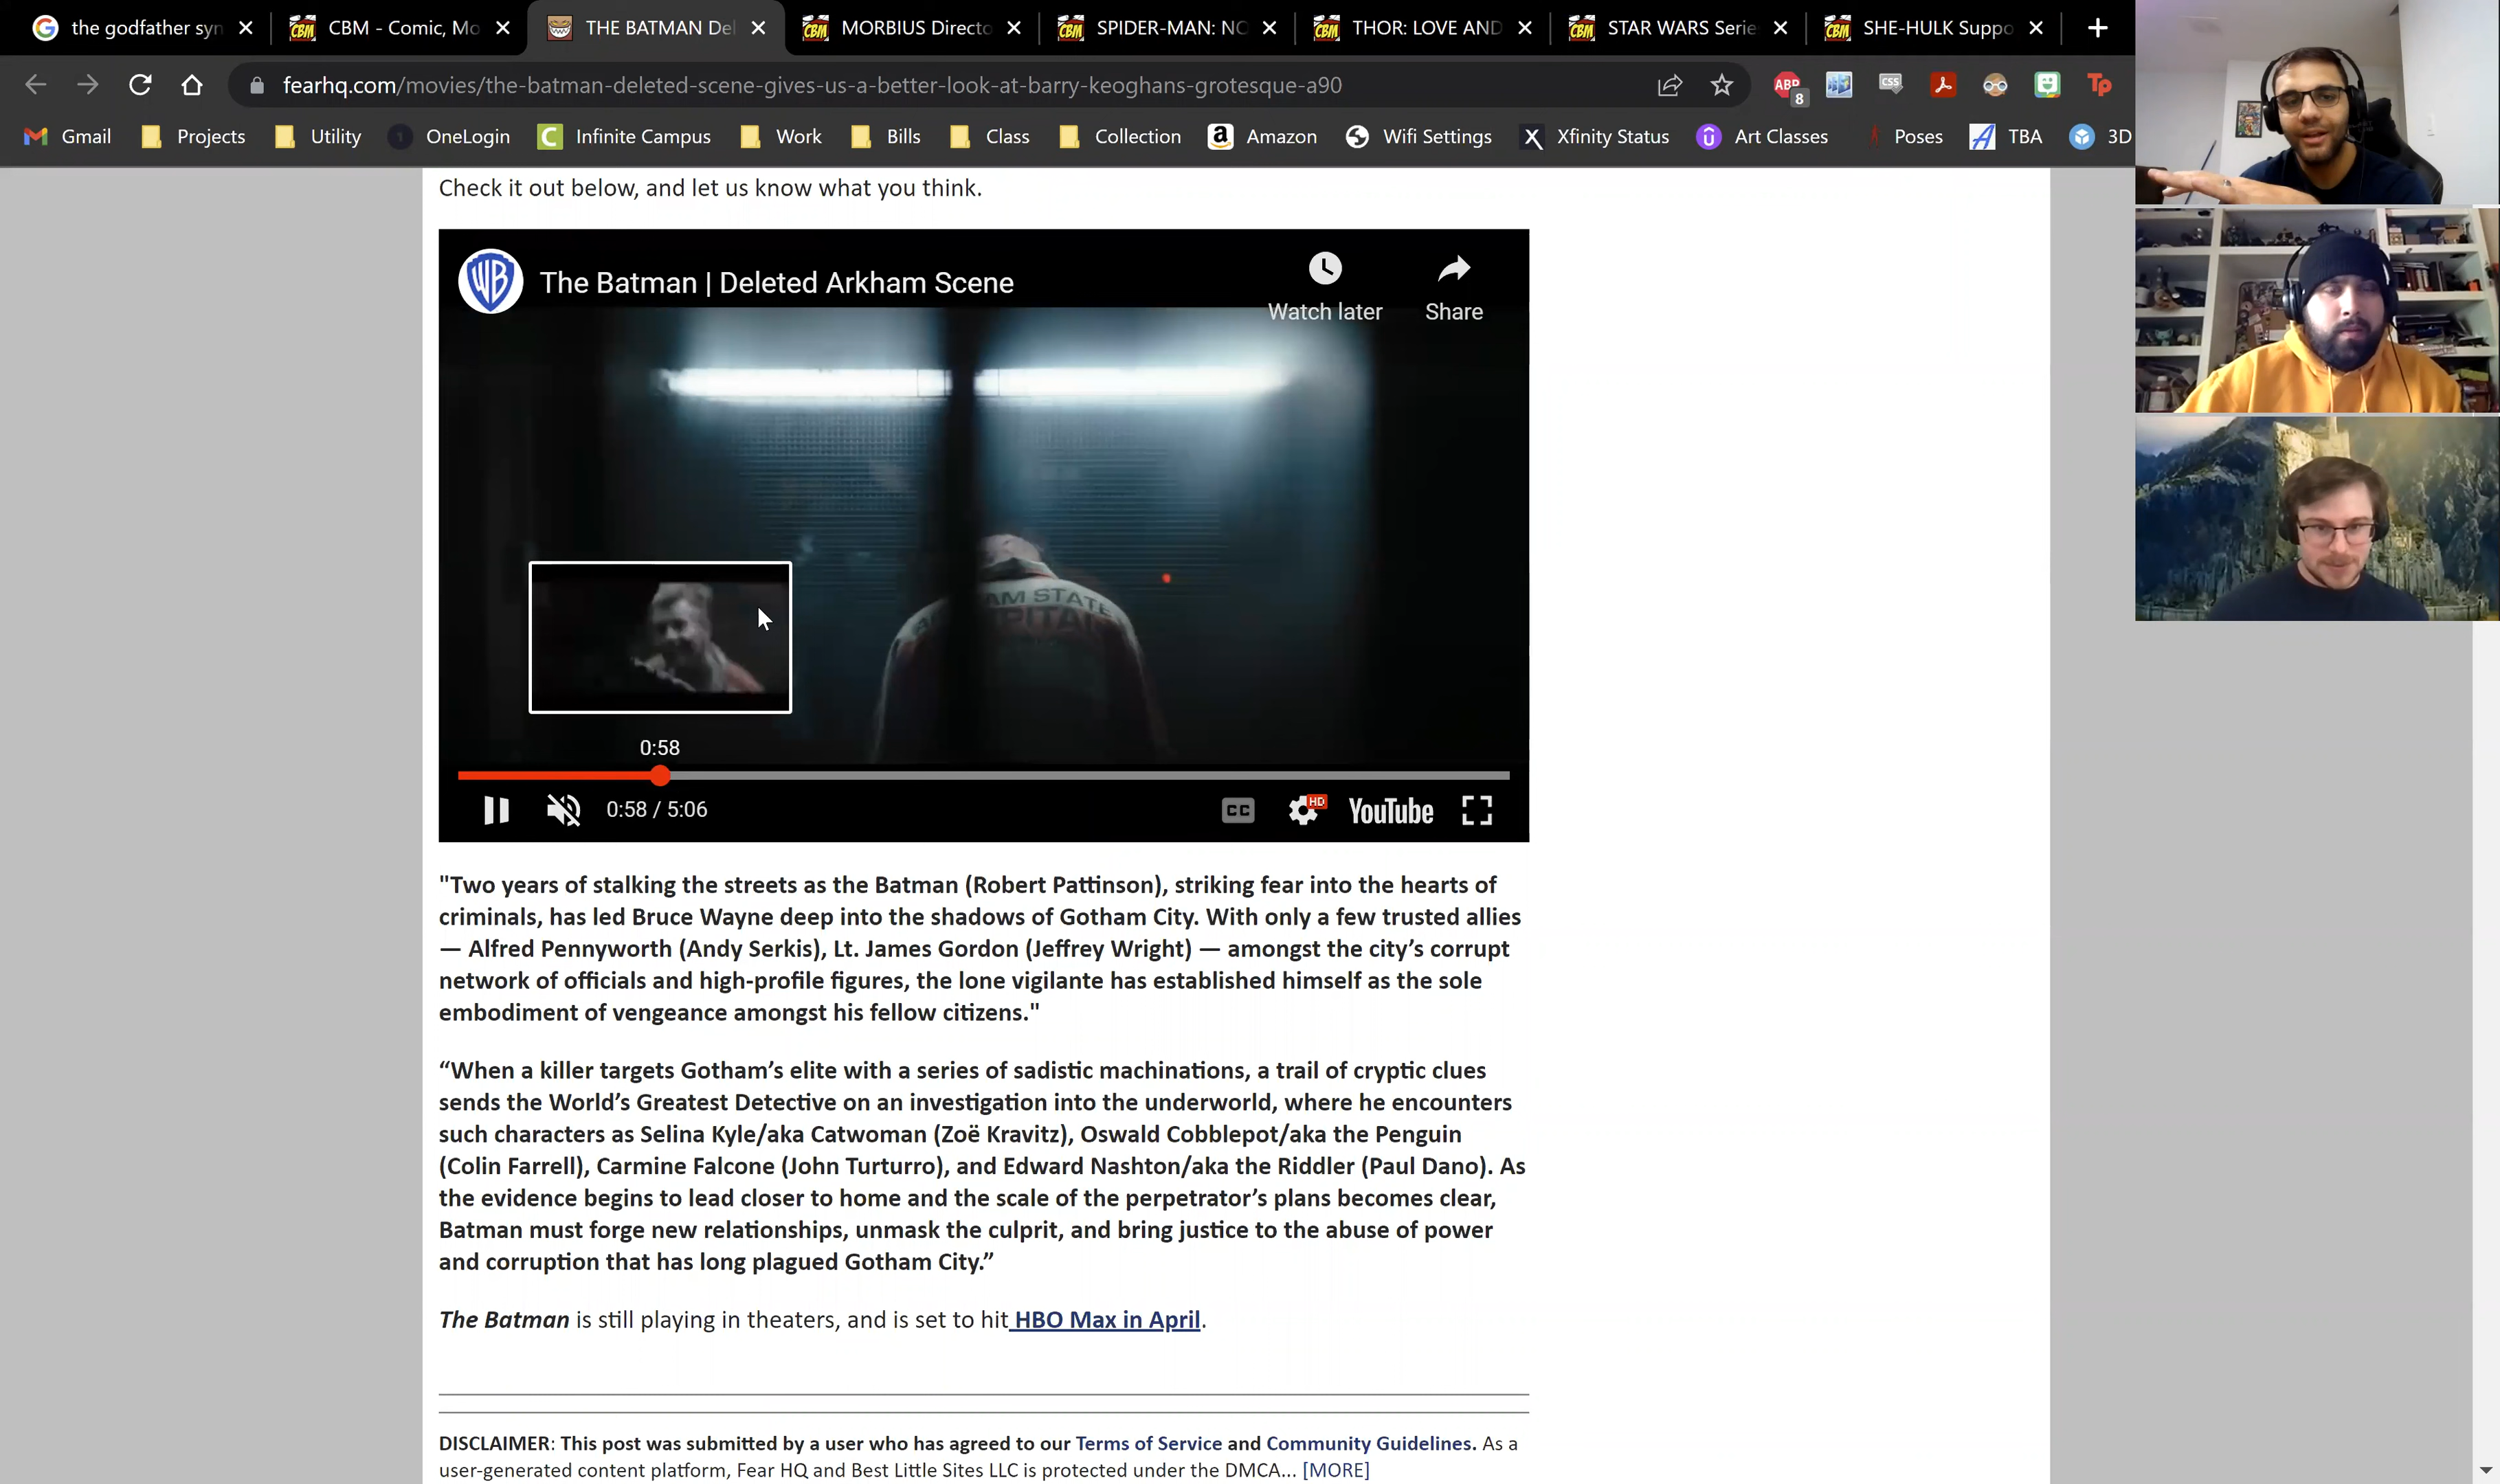 the godfather syn
CBM - Comic, Mo
THE BATMAN Del
MORBIUS Directo
SPIDER-MAN: NO
THOR: LOVE AND
STAR WARS Serie
SHE-HULK Suppo
fearhq.com/movies/the-batman-deleted-scene-gives-us-a-better-look-at-barry-keoghans-grotesque-a90
ABP
8
CSS
Tp
Gmail
Projects
Utility
OneLogin
Infinite Campus
Work
Bills
Class
Collection
Amazon
Wifi Settings
Xfinity Status
Art Classes
Poses
TBA
3D
Check it out below, and let us know what you think.
WB
The Batman | Deleted Arkham Scene
Watch later
Share
AM STATE
PITAL
0:58
0:58 / 5:06
CC
HD
YouTube
"Two years of stalking the streets as the Batman (Robert Pattinson), striking fear into the hearts of
criminals, has led Bruce Wayne deep into the shadows of Gotham City. With only a few trusted allies
— Alfred Pennyworth (Andy Serkis), Lt. James Gordon (Jeffrey Wright) — amongst the city's corrupt
network of officials and high-profile figures, the lone vigilante has established himself as the sole
embodiment of vengeance amongst his fellow citizens."
“When a killer targets Gotham’s elite with a series of sadistic machinations, a trail of cryptic clues
sends the World’s Greatest Detective on an investigation into the underworld, where he encounters
such characters as Selina Kyle/aka Catwoman (Zoë Kravitz), Oswald Cobblepot/aka the Penguin
(Colin Farrell), Carmine Falcone (John Turturro), and Edward Nashton/aka the Riddler (Paul Dano). As
the evidence begins to lead closer to home and the scale of the perpetrator’s plans becomes clear,
Batman must forge new relationships, unmask the culprit, and bring justice to the abuse of power
and corruption that has long plagued Gotham City.”
The Batman is still playing in theaters, and is set to hit HBO Max in April.
DISCLAIMER: This post was submitted by a user who has agreed to our Terms of Service and Community Guidelines. As a
user-generated content platform, Fear HQ and Best Little Sites LLC is protected under the DMCA... [MORE]